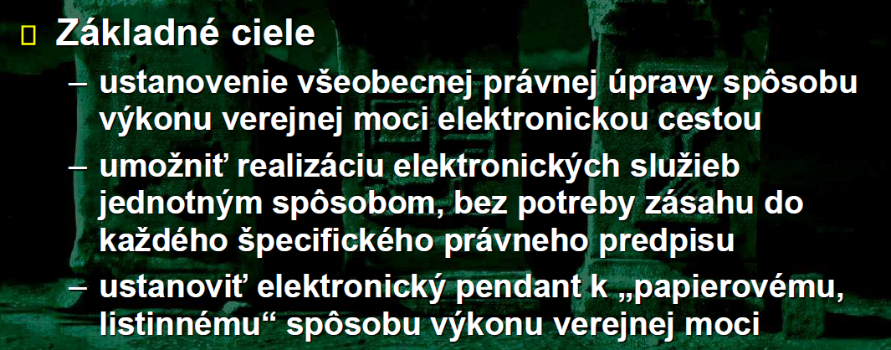 Základné ciele
– ustanovenie všeobecnej právnej úpravy spôsobu
výkonu verejnej moci elektronickou cestou
– umožniť realizáciu elektronických služieb
jednotným spôsobom, bez potreby zásahu do
každého špecifického právneho predpisu
– ustanoviť elektronický pendant k „papierovému,
listinnému“ spôsobu výkonu verejnej moci